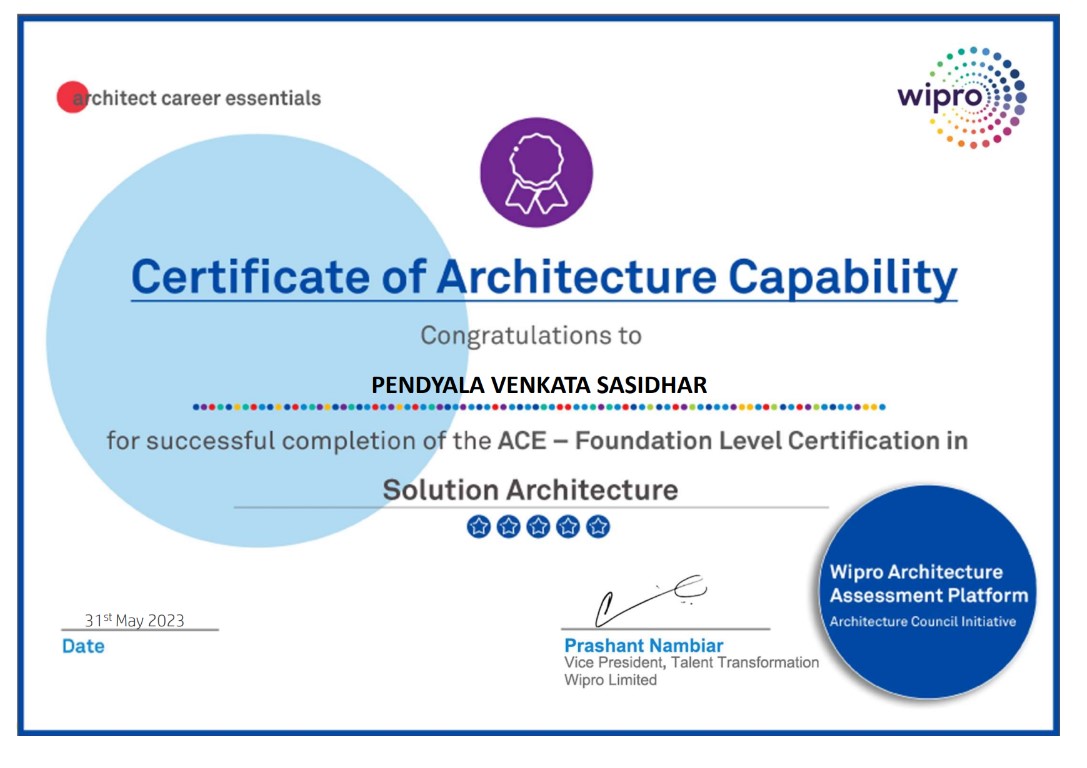 architect career essentials
wipro
Certificate of Architecture Capability
Congratulations to
PENDYALA VENKATA SASIDHAR
for successful completion of the ACE – Foundation Level Certification in
Solution Architecture
Wipro Architecture
Assessment Platform
Architecture Council Initiative
31st May 2023
Date
Prashant Nambiar
Vice President, Talent Transformation
Wipro Limited